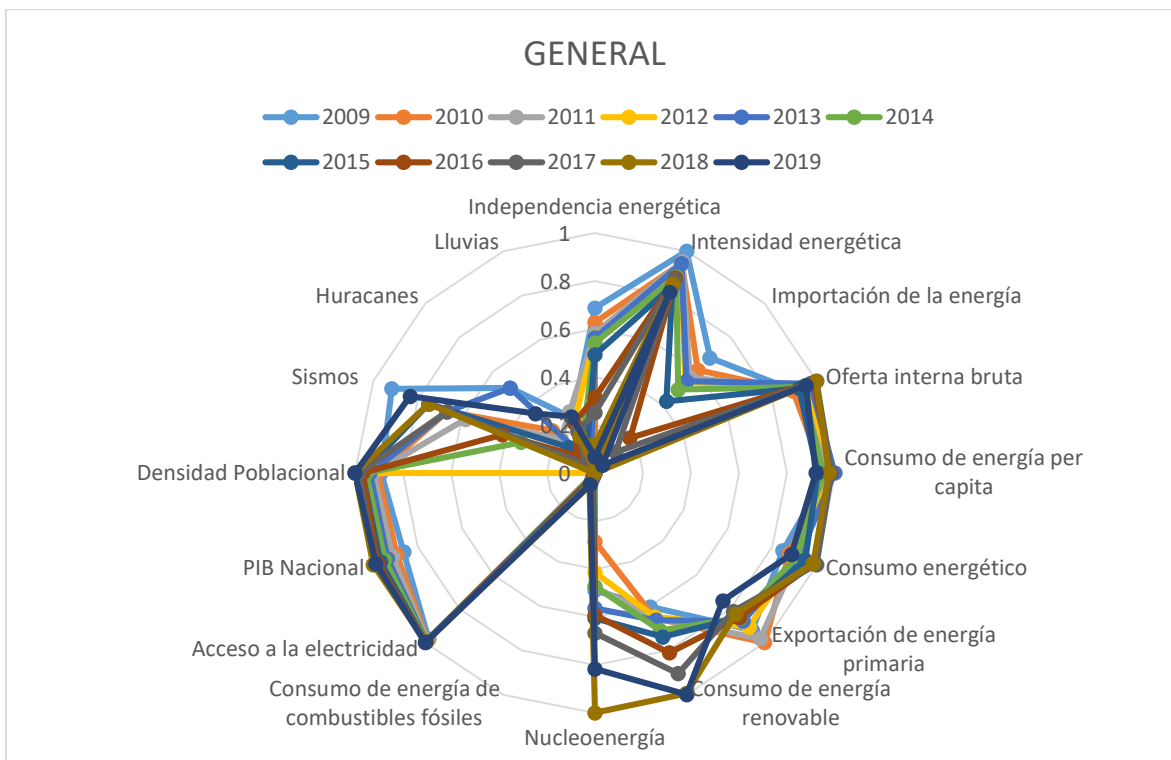 GENERAL
2009 2010 2011 2012 2013 2014
2015 2016 2017 2018 2019
Independencia energética
Intensidad energética
Importación de la energía
Oferta interna bruta
Consumo de energía per
capita
Consumo energético
Exportación de energía
primaria
Consumo de energía
renovable
Nucleoenergía
Consumo de energía de
combustibles fósiles
Acceso a la electricidad
PIB Nacional
Densidad Poblacional
Sismos
Huracanes
Lluvias
1
0.8
0.6
0.4
0.2
0